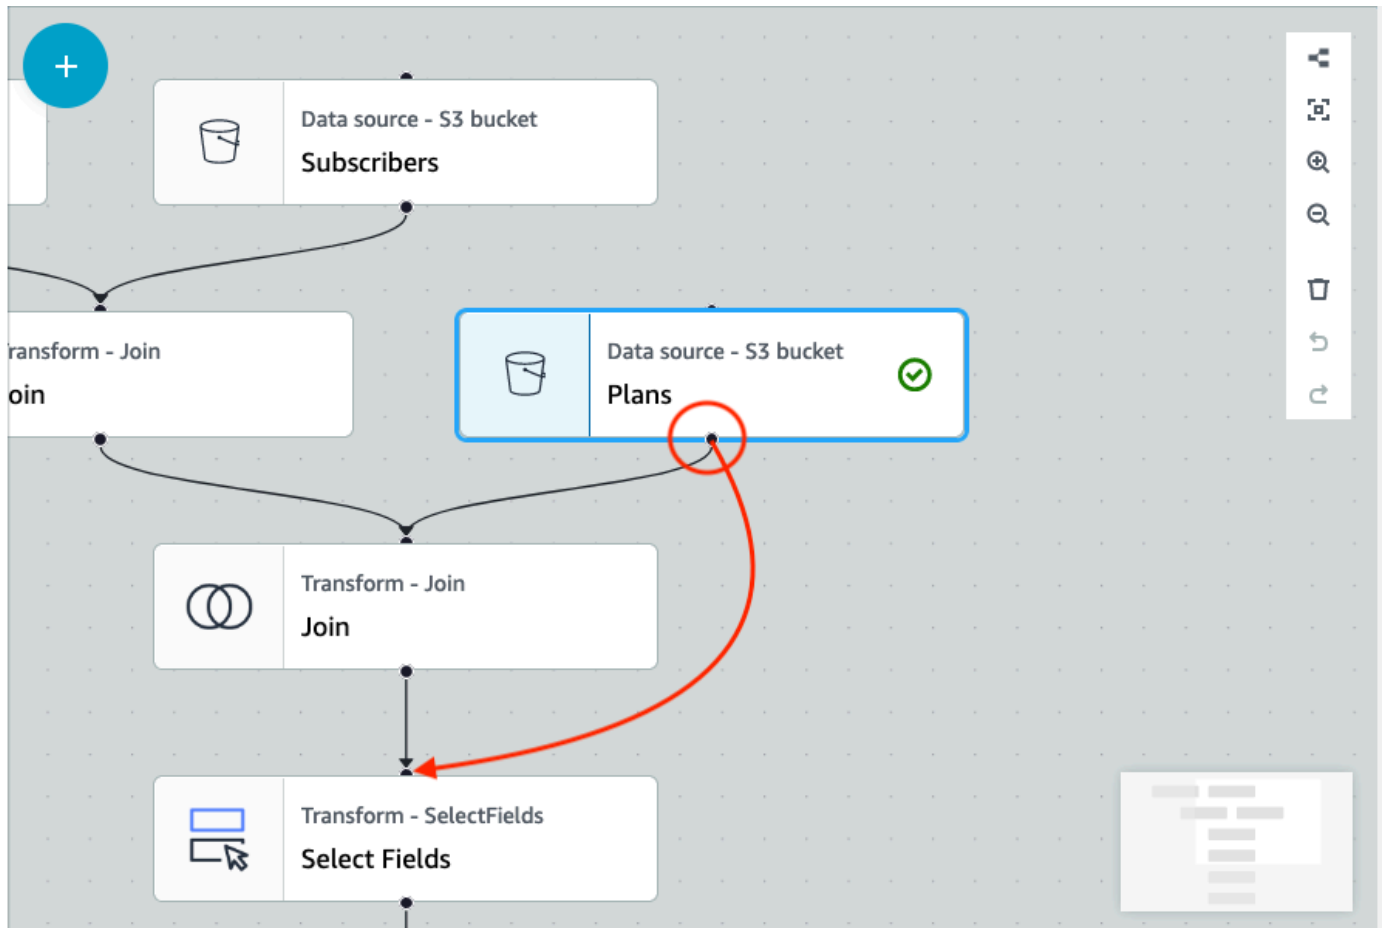 +
Data source - S3 bucket
Subscribers
ransform - Join
oin
Data source - S3 bucket
Plans
Transform - Join
Join
Transform - SelectFields
Select Fields